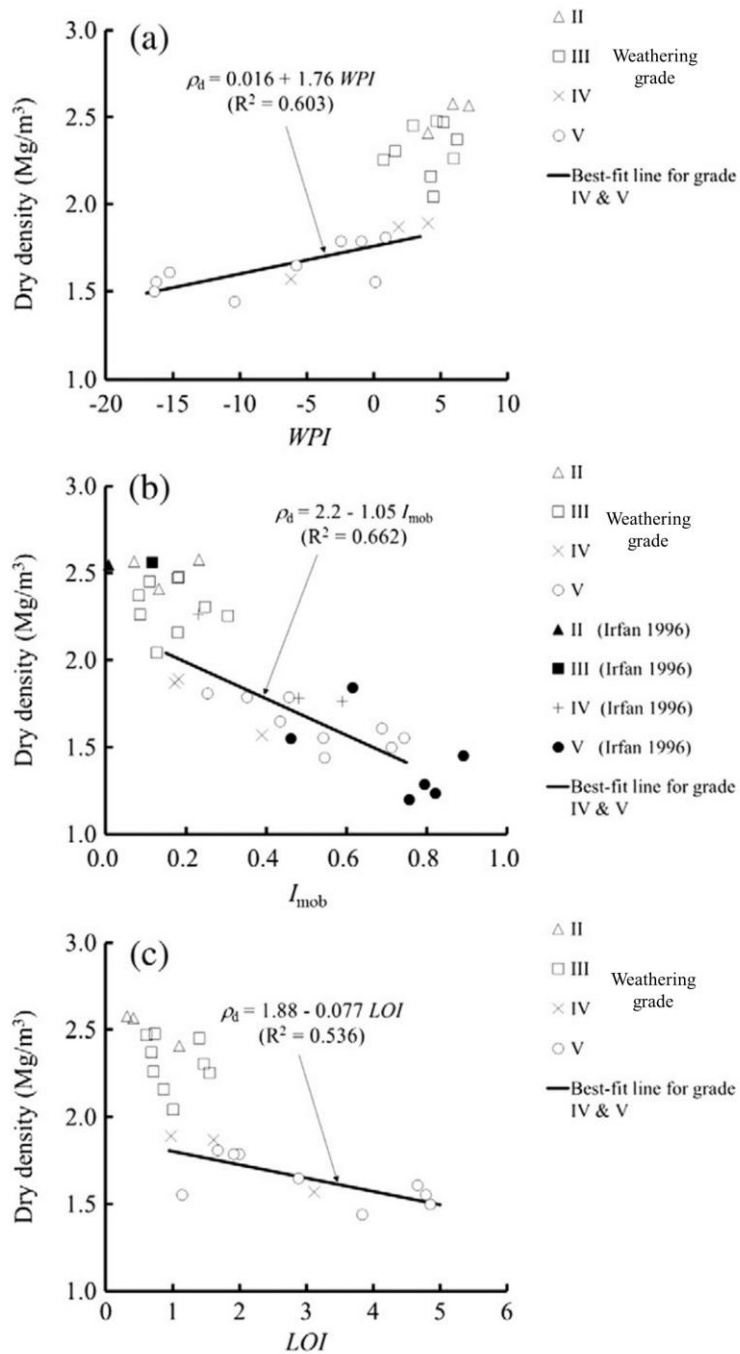 (a)
ρd = 0.016 + 1.76 WPI
(R² = 0.603)
Dry density (Mg/m³)
3.0
2.5
2.0
1.5
1.0
-20
-15
-10
-5
0
5
10
WPI
II
III
IV
V
Weathering
grade
Best-fit line for grade
IV & V
(b)
ρd = 2.2 - 1.05 Imob
(R² = 0.662)
Dry density (Mg/m³)
3.0
2.5
2.0
1.5
1.0
0.0
0.2
0.4
0.6
0.8
1.0
Imob
II
III
IV
V
Weathering
grade
II (Irfan 1996)
III (Irfan 1996)
IV (Irfan 1996)
V (Irfan 1996)
Best-fit line for grade
IV & V
(c)
ρd = 1.88 - 0.077 LOI
(R² = 0.536)
Dry density (Mg/m³)
3.0
2.5
2.0
1.5
1.0
0
1
2
3
4
5
6
LOI
II
III
IV
V
Weathering
grade
Best-fit line for grade
IV & V